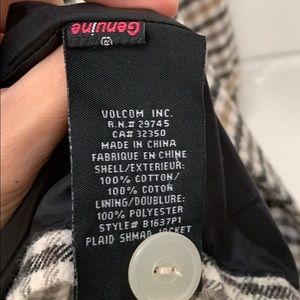 Genuine
VOLCOM INC.
R.N.# 29745
CA# 32350
MADE IN CHINA
FABRIQUE EN CHINE
SHELL/EXTERIEUR:
100% COTTON/
100% COTON
LINING/DOUBLURE:
100% POLYESTER
STYLE# B1637P1
PLAID SHMAD JACKET